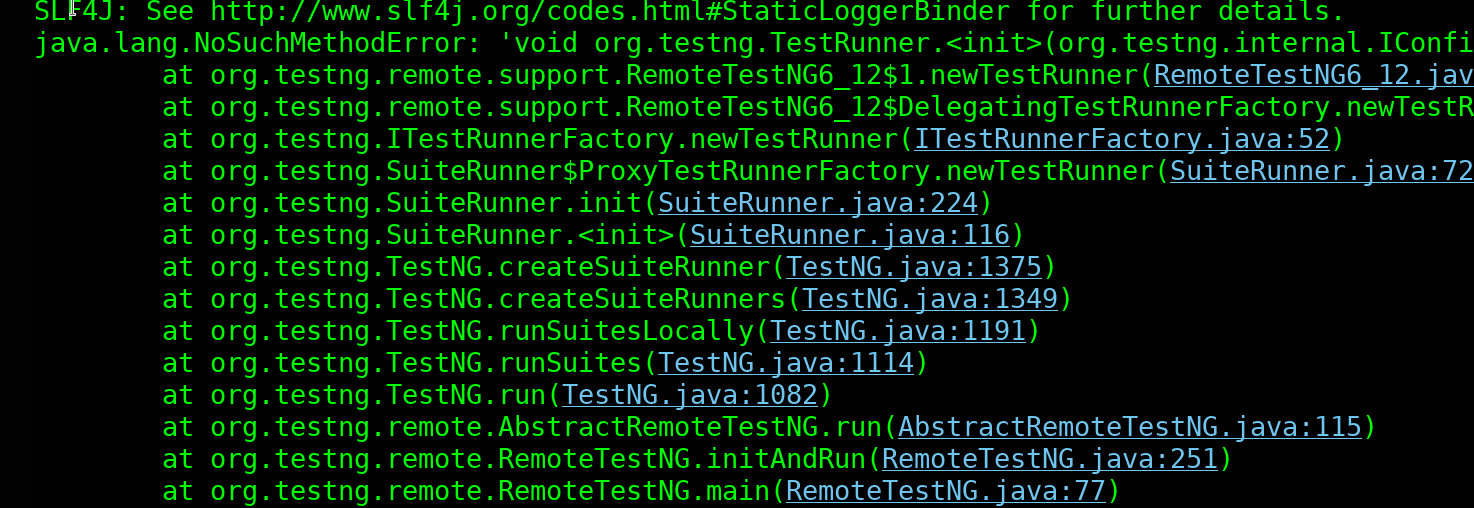 SLF4J: See http://www.slf4j.org/codes.html#StaticLoggerBinder for further details.
java.lang.NoSuchMethodError: 'void org.testng.TestRunner.<init>(org.testng.internal.IConfi
at org.testng.remote.support.RemoteTestNG6_12$1.newTestRunner(RemoteTestNG6_12.jav
at org.testng.remote.support.RemoteTestNG6_12$DelegatingTestRunnerFactory.newTestR
at org.testng.ITestRunnerFactory.newTestRunner(ITestRunnerFactory.java:52)
at org.testng.SuiteRunner$ProxyTestRunnerFactory.newTestRunner(SuiteRunner.java:72
at org.testng.SuiteRunner.init(SuiteRunner.java:224)
at org.testng.SuiteRunner.<init>(SuiteRunner.java:116)
at org.testng.TestNG.createSuiteRunner(TestNG.java:1375)
at org.testng.TestNG.createSuiteRunners(TestNG.java:1349)
at org.testng.TestNG.runSuitesLocally(TestNG.java:1191)
at org.testng.TestNG.runSuites(TestNG.java:1114)
at org.testng.TestNG.run(TestNG.java:1082)
at org.testng.remote.AbstractRemoteTestNG.run(AbstractRemoteTestNG.java:115)
at org.testng.remote.RemoteTestNG.initAndRun(RemoteTestNG.java:251)
at org.testng.remote.RemoteTestNG.main(RemoteTestNG.java:77)